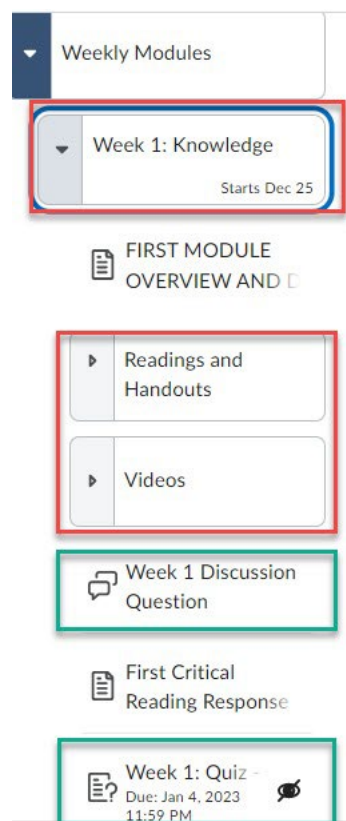 Weekly Modules
Week 1: Knowledge
Starts Dec 25
FIRST MODULE
OVERVIEW AND
Readings and
Handouts
Videos
Week 1 Discussion
Question
First Critical
Reading Response
Week 1: Quiz -
Due: Jan 4, 2023
11:59 PM